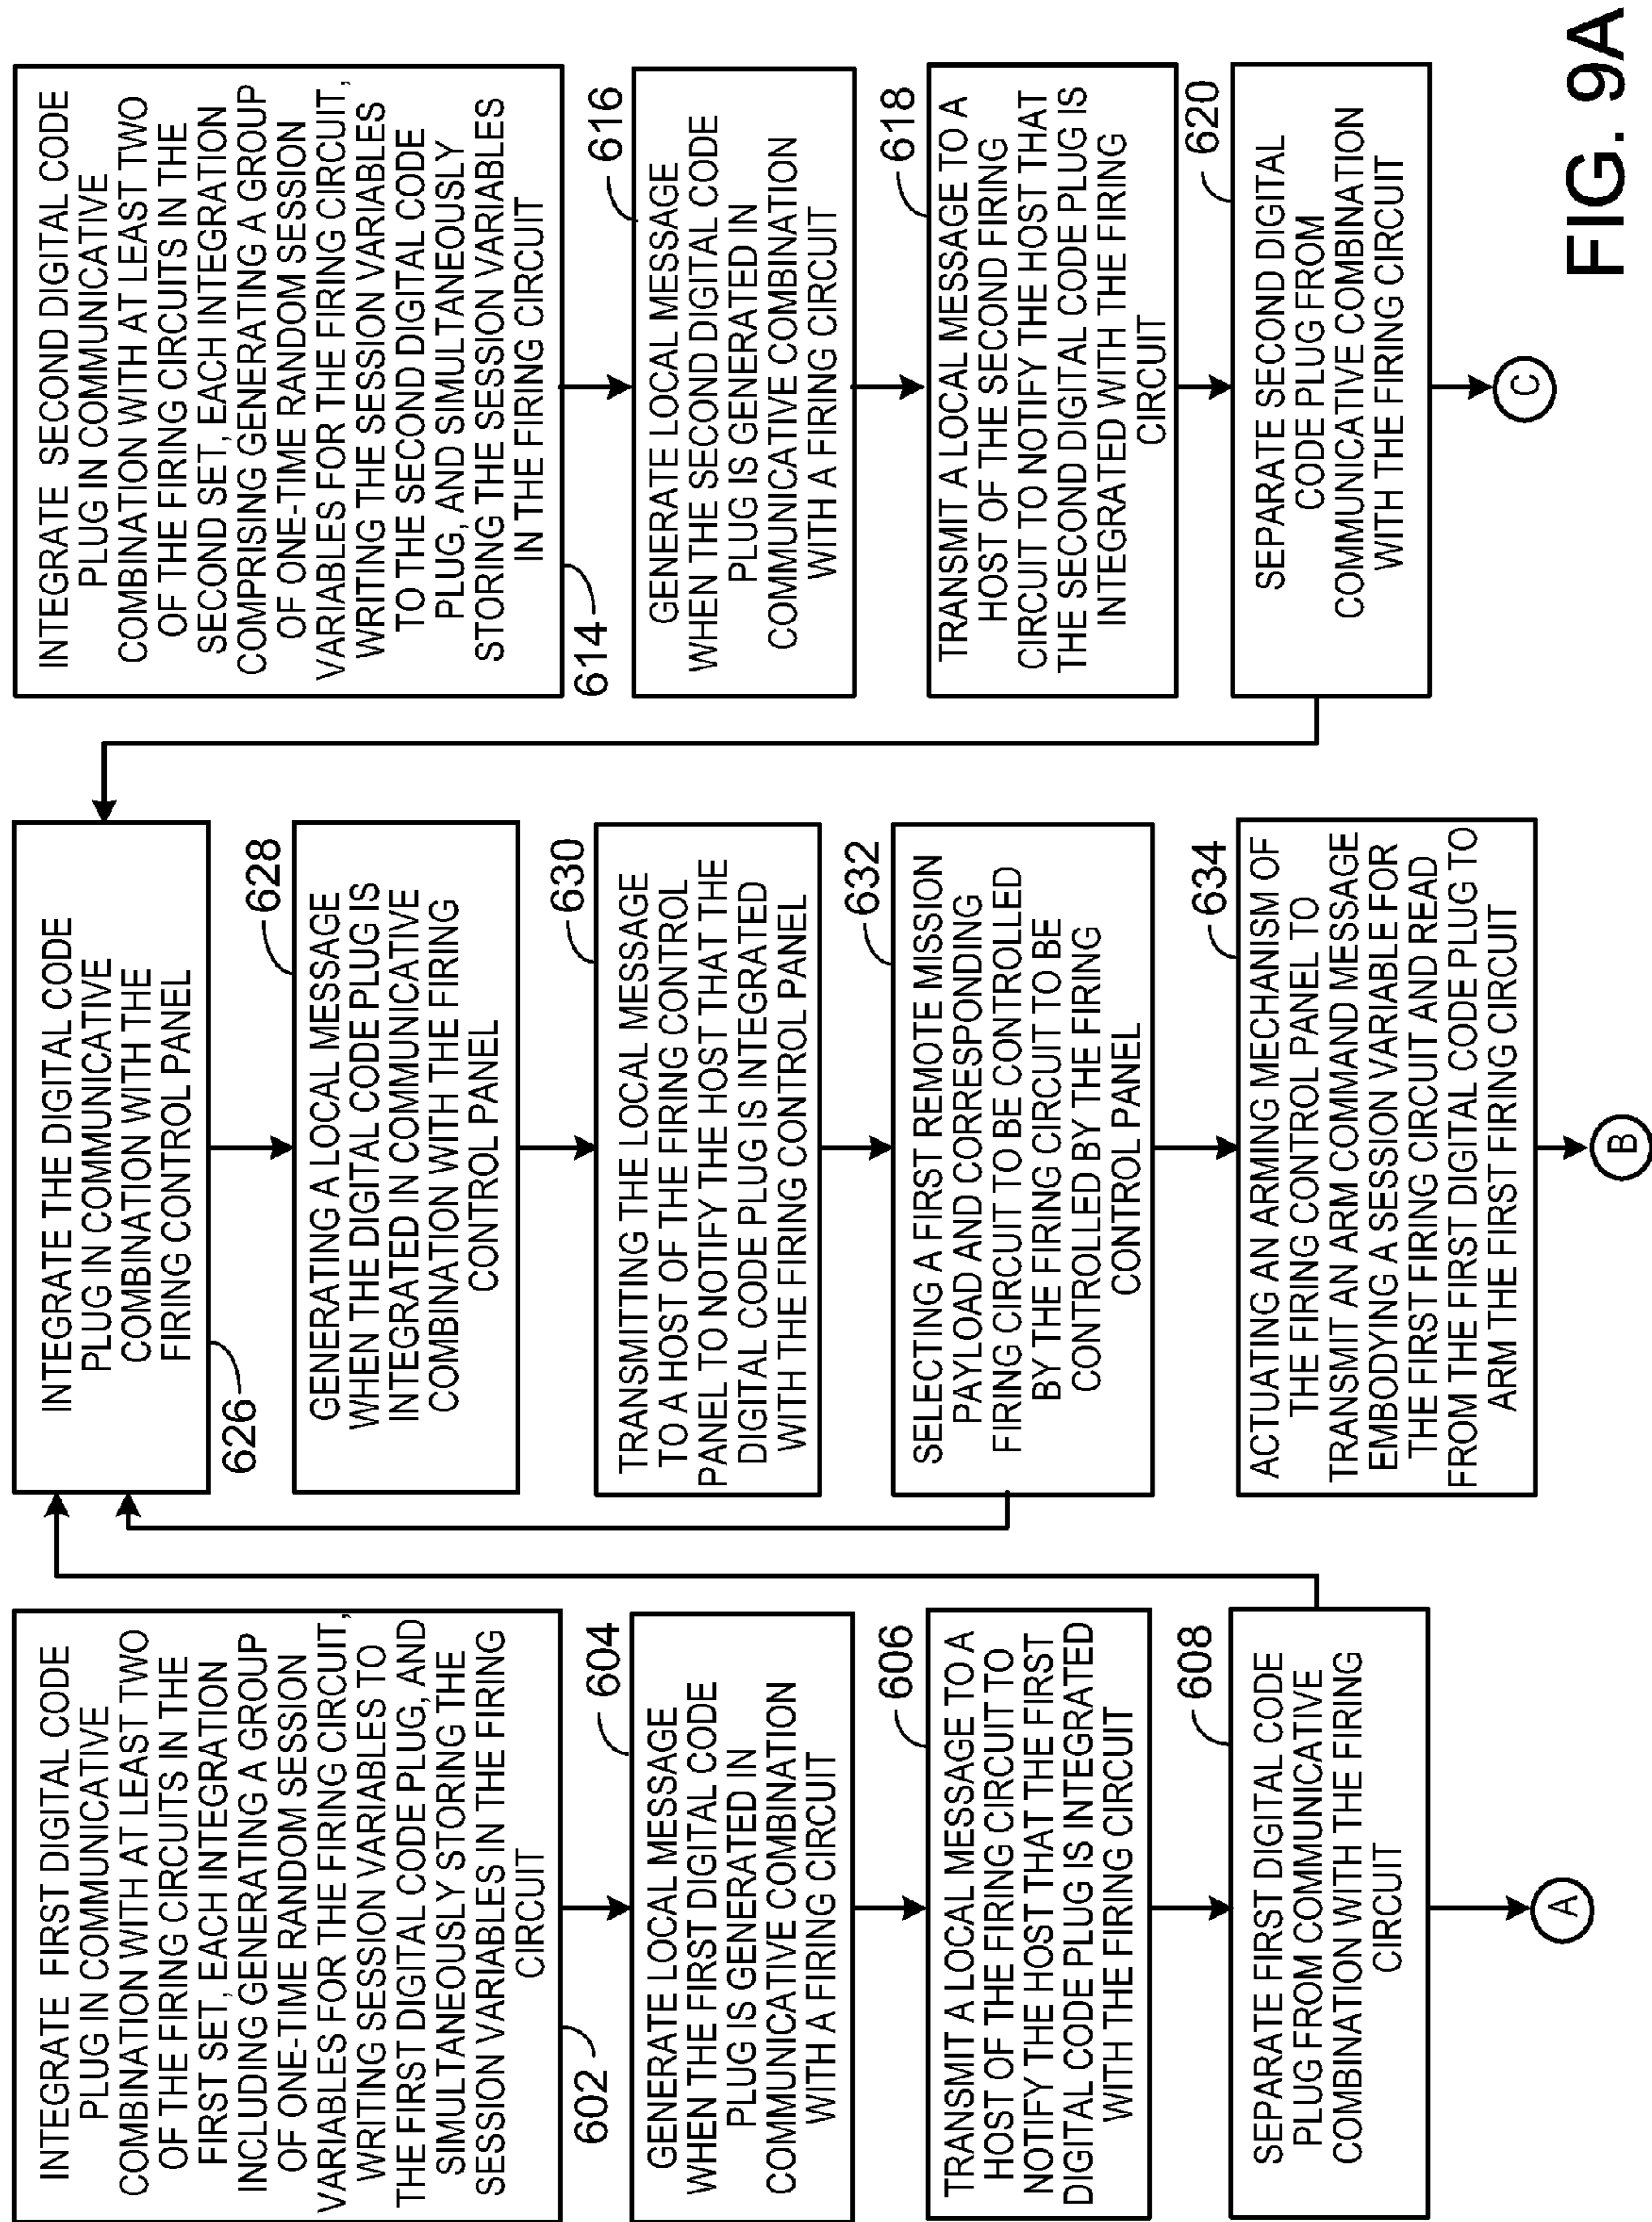 INTEGRATE FIRST DIGITAL CODE
PLUG IN COMMUNICATIVE
COMBINATION WITH AT LEAST TWO
OF THE FIRING CIRCUITS IN THE
FIRST SET, EACH INTEGRATION
INCLUDING GENERATING A GROUP
OF ONE-TIME RANDOM SESSION
VARIABLES FOR THE FIRING CIRCUIT,
WRITING SESSION VARIABLES TO
THE FIRST DIGITAL CODE PLUG, AND
SIMULTANEOUSLY STORING THE
SESSION VARIABLES IN THE FIRING
CIRCUIT
602
604
GENERATE LOCAL MESSAGE
WHEN THE FIRST DIGITAL CODE
PLUG IS GENERATED IN
COMMUNICATIVE COMBINATION
WITH A FIRING CIRCUIT
606
TRANSMIT A LOCAL MESSAGE TO A
HOST OF THE FIRING CIRCUIT TO
NOTIFY THE HOST THAT THE FIRST
DIGITAL CODE PLUG IS INTEGRATED
WITH THE FIRING CIRCUIT
608
SEPARATE FIRST DIGITAL CODE
PLUG FROM COMMUNICATIVE
COMBINATION WITH THE FIRING
CIRCUIT
A
INTEGRATE THE DIGITAL CODE
PLUG IN COMMUNICATIVE
COMBINATION WITH THE
FIRING CONTROL PANEL
626
628
GENERATING A LOCAL MESSAGE
WHEN THE DIGITAL CODE PLUG IS
INTEGRATED IN COMMUNICATIVE
COMBINATION WITH THE FIRING
CONTROL PANEL
630
TRANSMITTING THE LOCAL MESSAGE
TO A HOST OF THE FIRING CONTROL
PANEL TO NOTIFY THE HOST THAT THE
DIGITAL CODE PLUG IS INTEGRATED
WITH THE FIRING CONTROL PANEL
632
SELECTING A FIRST REMOTE MISSION
PAYLOAD AND CORRESPONDING
FIRING CIRCUIT TO BE CONTROLLED
BY THE FIRING CIRCUIT TO BE
CONTROLLED BY THE FIRING
CONTROL PANEL
634
ACTUATING AN ARMING MECHANISM OF
THE FIRING CONTROL PANEL TO
TRANSMIT AN ARM COMMAND MESSAGE
EMBODYING A SESSION VARIABLE FOR
THE FIRST FIRING CIRCUIT AND READ
FROM THE FIRST DIGITAL CODE PLUG TO
ARM THE FIRST FIRING CIRCUIT
B
INTEGRATE SECOND DIGITAL CODE
PLUG IN COMMUNICATIVE
COMBINATION WITH AT LEAST TWO
OF THE FIRING CIRCUITS IN THE
SECOND SET, EACH INTEGRATION
COMPRISING GENERATING A GROUP
OF ONE-TIME RANDOM SESSION
VARIABLES FOR THE FIRING CIRCUIT,
WRITING THE SESSION VARIABLES
TO THE SECOND DIGITAL CODE
PLUG, AND SIMULTANEOUSLY
STORING THE SESSION VARIABLES
IN THE FIRING CIRCUIT
614
616
GENERATE LOCAL MESSAGE
WHEN THE SECOND DIGITAL CODE
PLUG IS GENERATED IN
COMMUNICATIVE COMBINATION
WITH A FIRING CIRCUIT
618
TRANSMIT A LOCAL MESSAGE TO A
HOST OF THE SECOND FIRING
CIRCUIT TO NOTIFY THE HOST THAT
THE SECOND DIGITAL CODE PLUG IS
INTEGRATED WITH THE FIRING
CIRCUIT
620
SEPARATE SECOND DIGITAL
CODE PLUG FROM
COMMUNICATIVE COMBINATION
WITH THE FIRING CIRCUIT
C
FIG. 9A